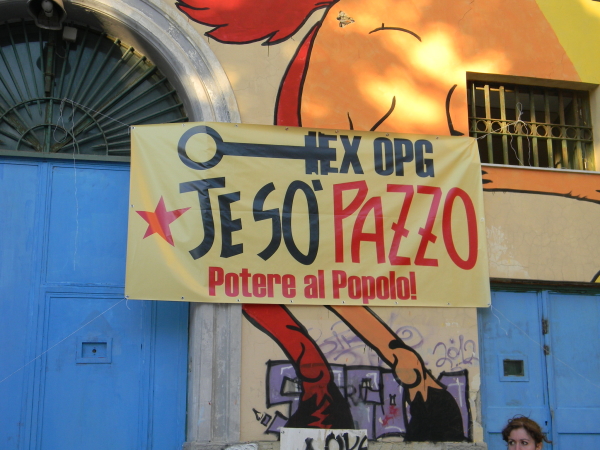 EX OPG
JE SO' PAZZO
Potere al Popolo!